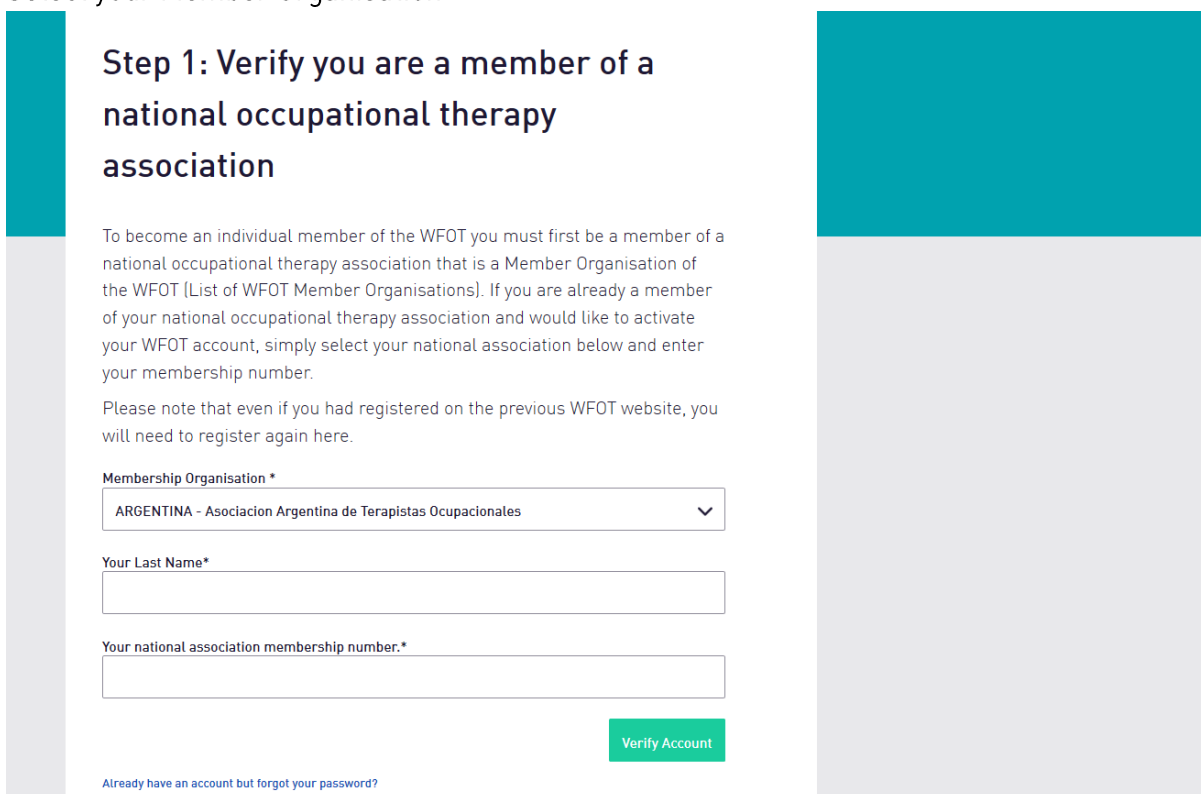 Step 1: Verify you are a member of a
national occupational therapy
association
To become an individual member of the WFOT you must first be a member of a
national occupational therapy association that is a Member Organisation of
the WFOT (List of WFOT Member Organisations). If you are already a member
of your national occupational therapy association and would like to activate
your WFOT account, simply select your national association below and enter
your membership number.
Please note that even if you had registered on the previous WFOT website, you
will need to register again here.
Membership Organisation *
ARGENTINA - Asociacion Argentina de Terapistas Ocupacionales
Your Last Name*
Your national association membership number.*
Verify Account
Already have an account but forgot your password?